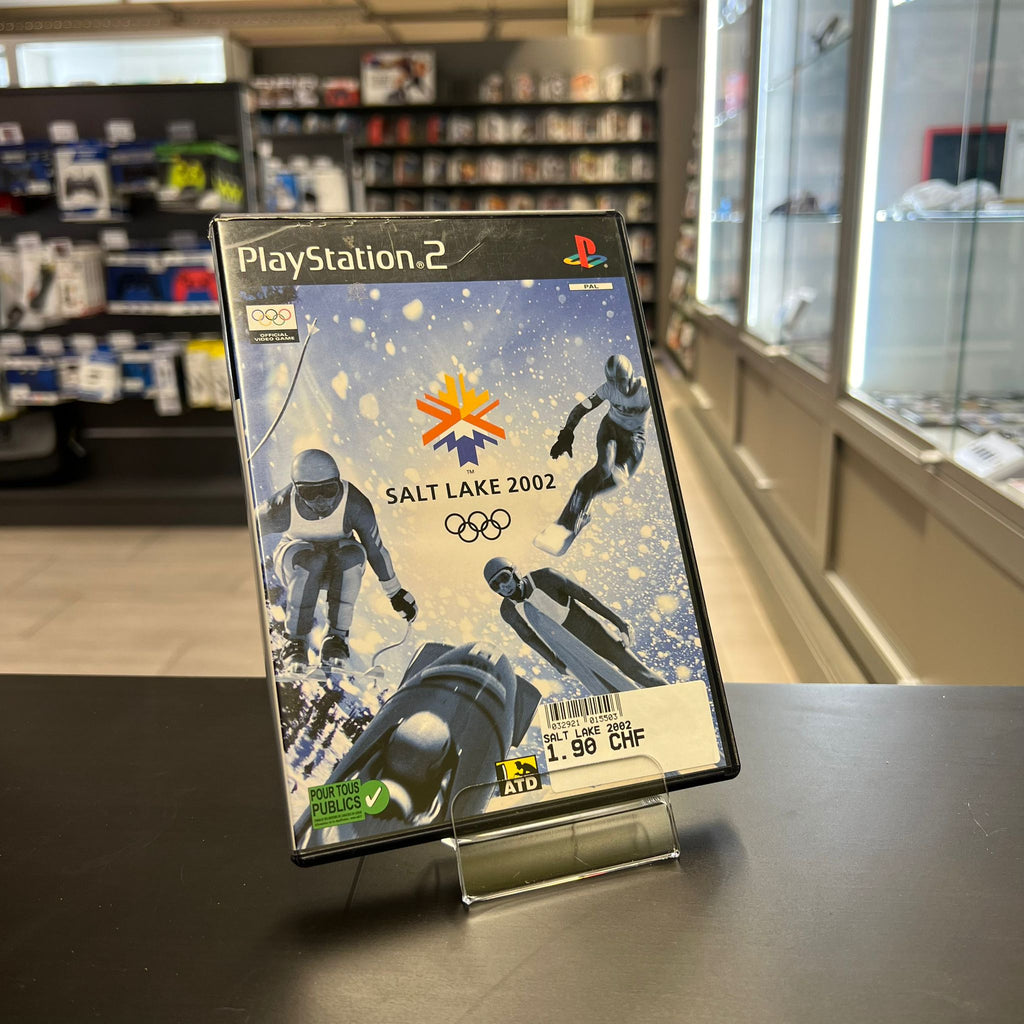 PlayStation®2
PAL
OFFICIAL
VIDEO GAME
TM
SALT LAKE 2002
032921 015503
SALT LAKE 2002
1.90 CHF
ATD
POUR TOUS
PUBLICS